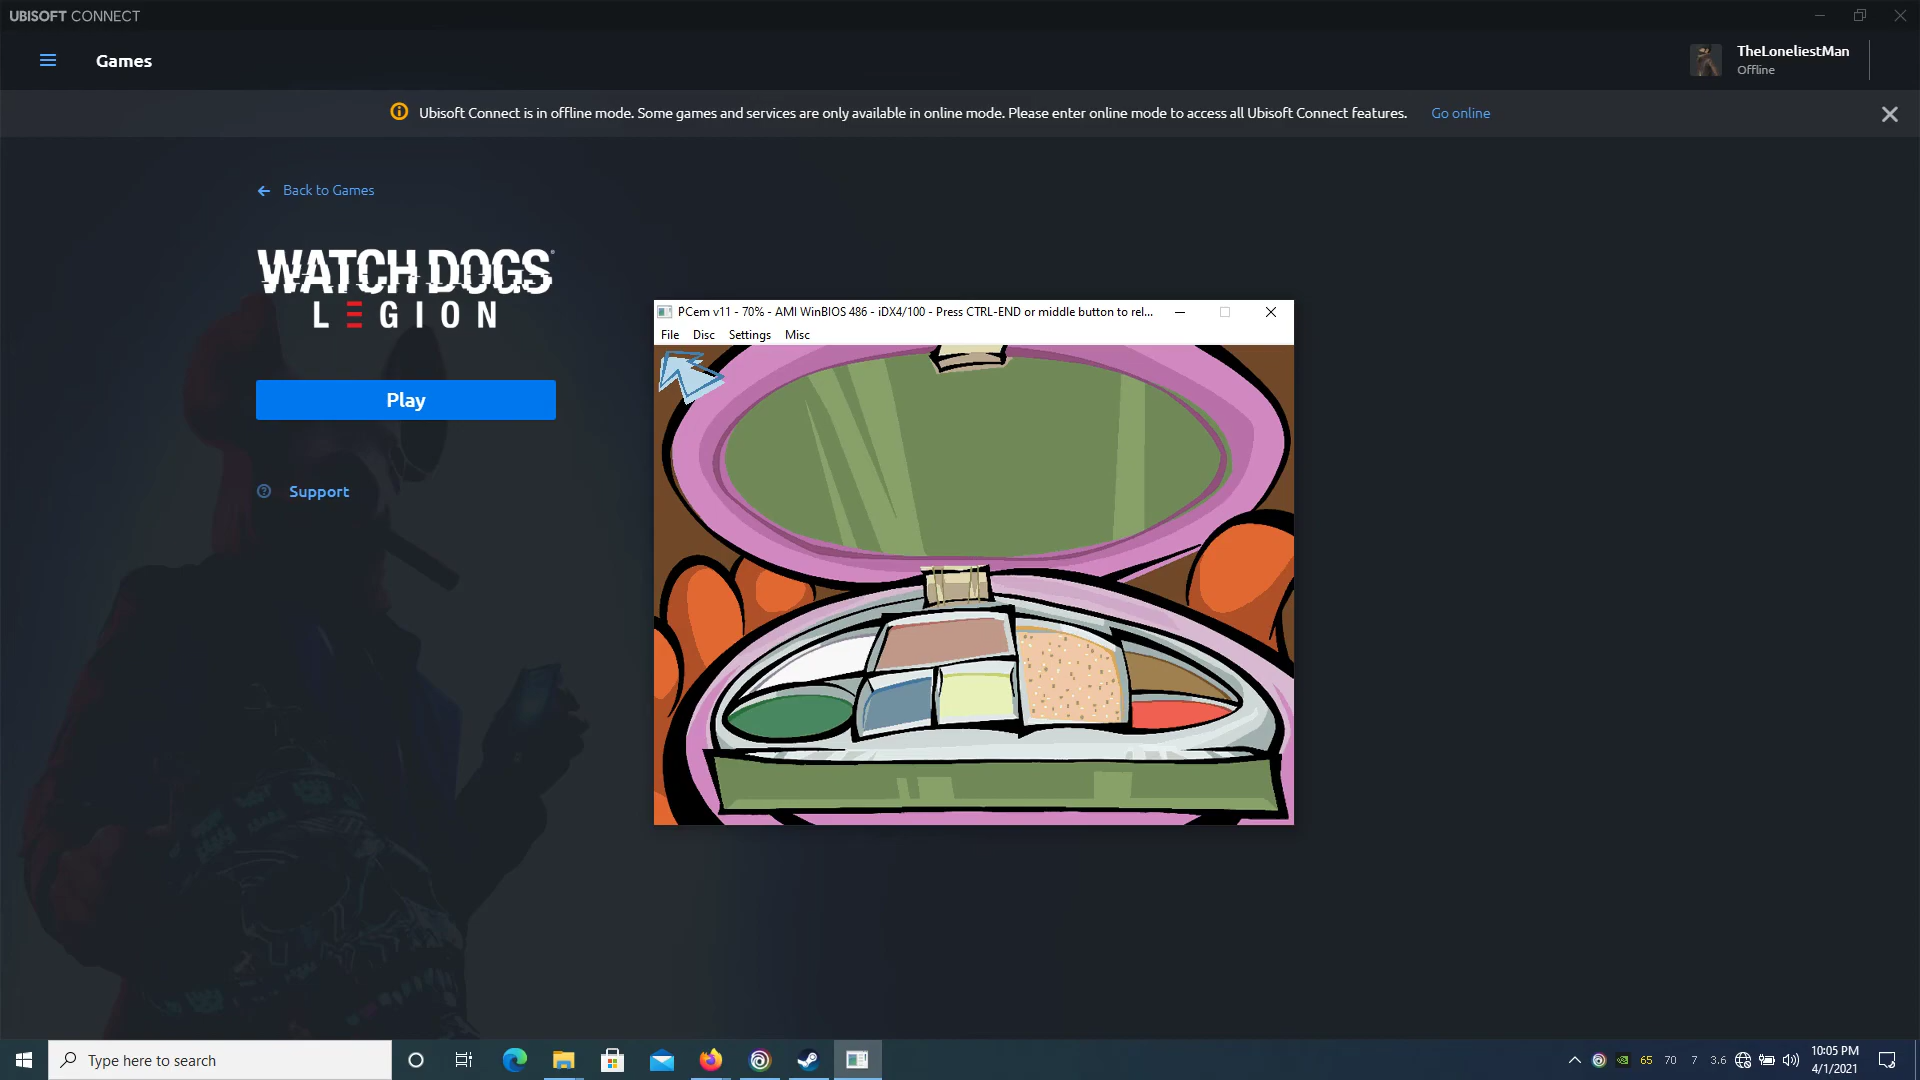 UBISOFT CONNECT
Games
TheLoneliestMan
Offline
Ubisoft Connect is in offline mode. Some games and services are only available in online mode. Please enter online mode to access all Ubisoft Connect features. Go online
Back to Games
WATCH DOGS
LEGION
Play
Support
PCem v11 - 70% - AMI WinBIOS 486 - iDX4/100 - Press CTRL-END or middle button to rel...
File Disc Settings Misc
Type here to search
65 70 7 3.6
10:05 PM
4/1/2021